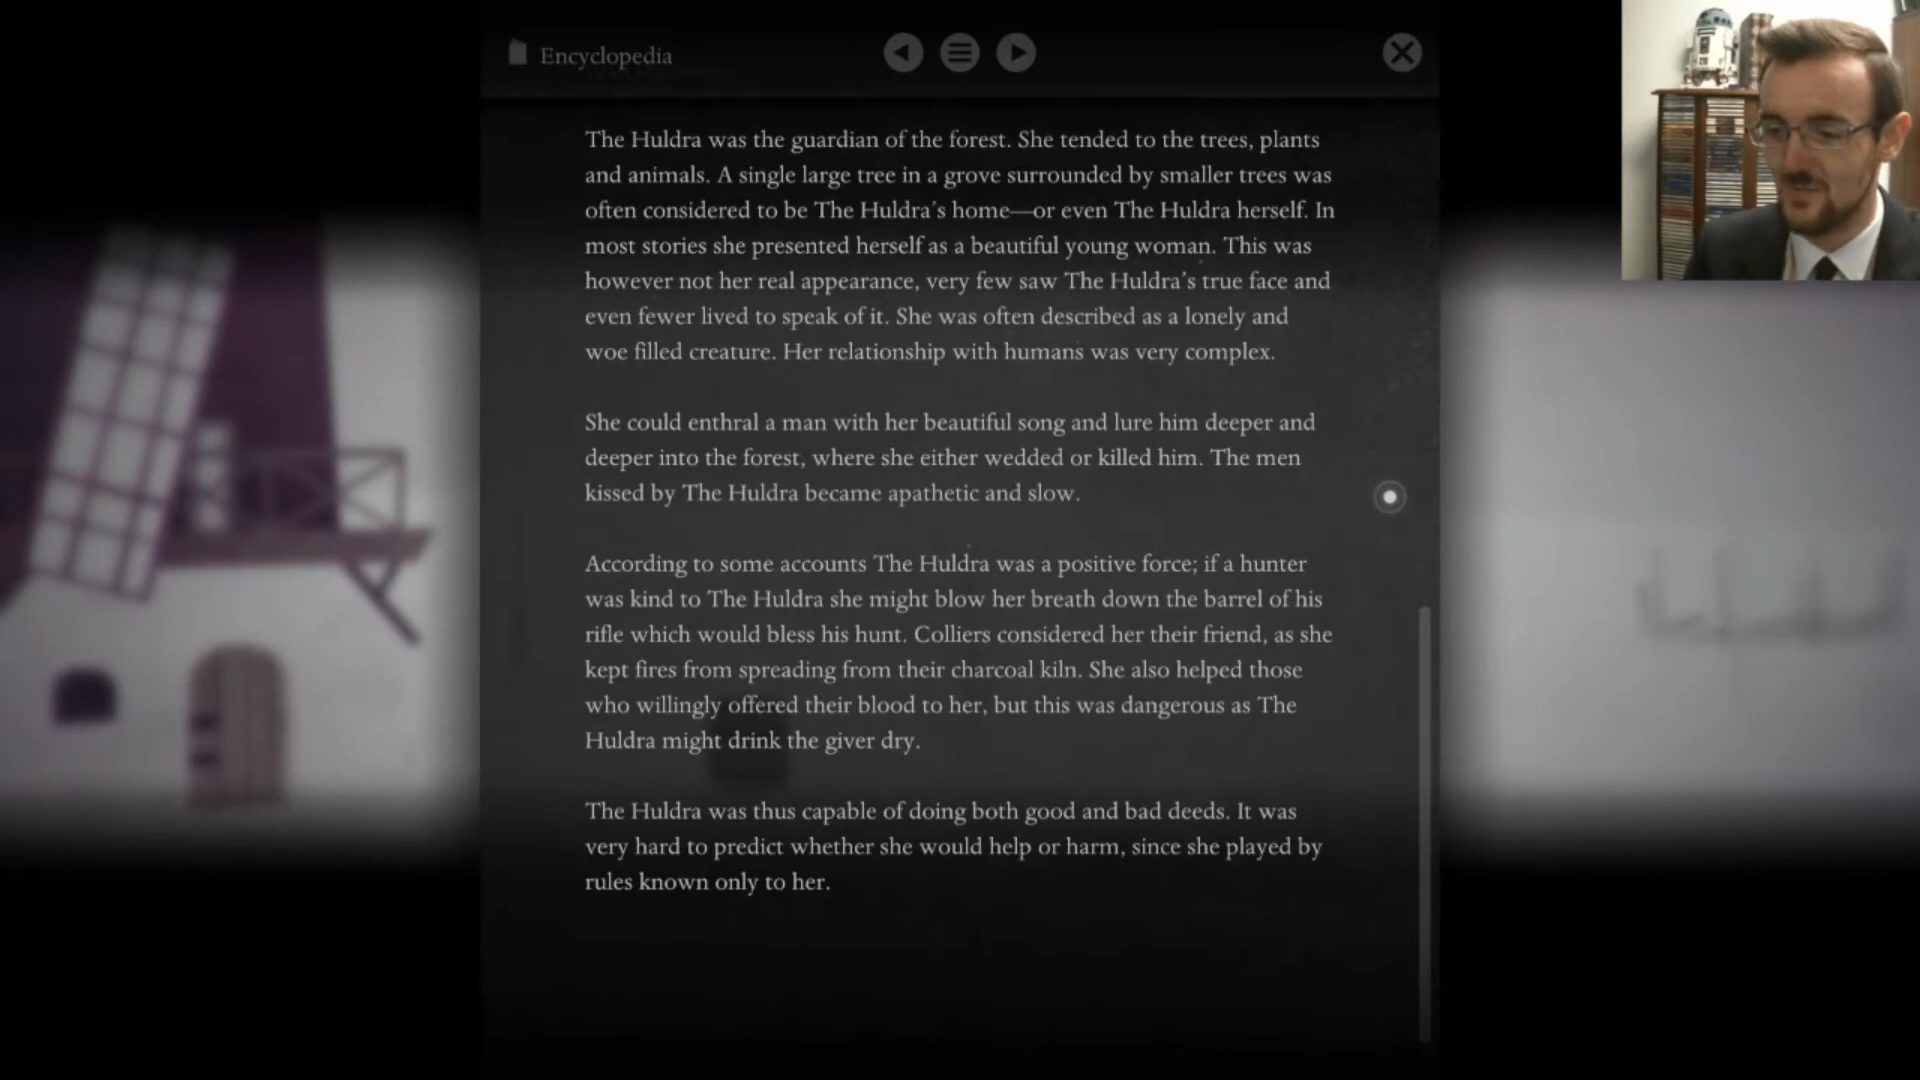 Encyclopedia
The Huldra was the guardian of the forest. She tended to the trees, plants
and animals. A single large tree in a grove surrounded by smaller trees was
often considered to be The Huldra's home—or even The Huldra herself. In
most stories she presented herself as a beautiful young woman. This was
however not her real appearance, very few saw The Huldra's true face and
even fewer lived to speak of it. She was often described as a lonely and
woe filled creature. Her relationship with humans was very complex.
She could enthral a man with her beautiful song and lure him deeper and
deeper into the forest, where she either wedded or killed him. The men
kissed by The Huldra became apathetic and slow.
According to some accounts The Huldra was a positive force; if a hunter
was kind to The Huldra she might blow her breath down the barrel of his
rifle which would bless his hunt. Colliers considered her their friend, as she
kept fires from spreading from their charcoal kiln. She also helped those
who willingly offered their blood to her, but this was dangerous as The
Huldra might drink the giver dry.
The Huldra was thus capable of doing both good and bad deeds. It was
very hard to predict whether she would help or harm, since she played by
rules known only to her.